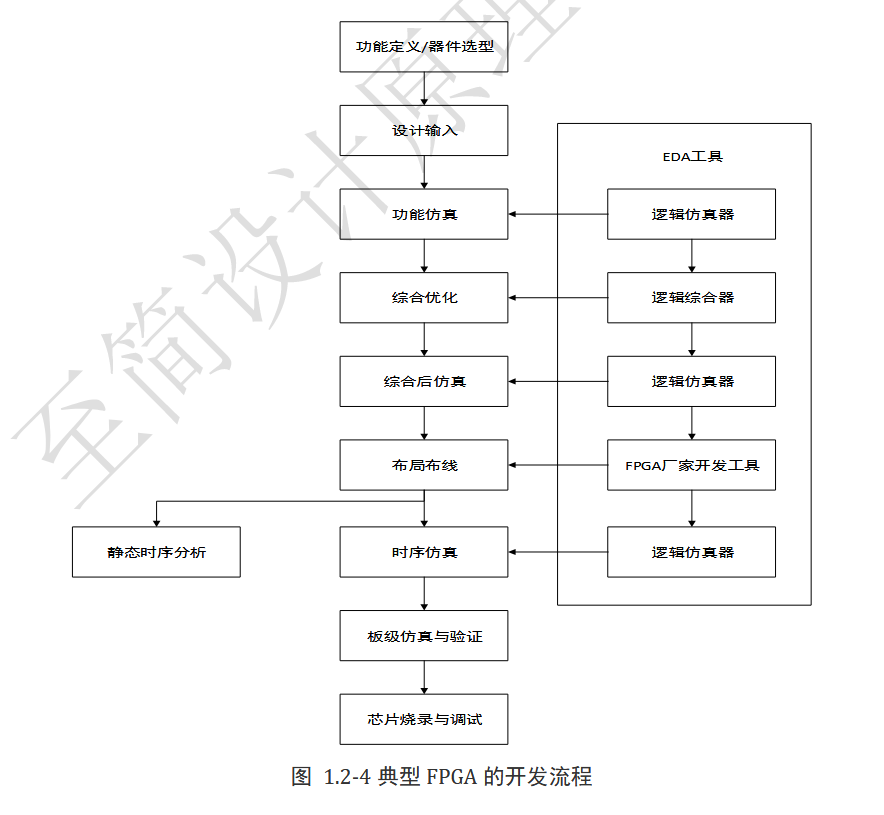 至简设计原理
功能定义/器件选型
设计输入
EDA工具
功能仿真
逻辑仿真器
综合优化
逻辑综合器
综合后仿真
逻辑仿真器
布局布线
FPGA厂家开发工具
静态时序分析
时序仿真
逻辑仿真器
板级仿真与验证
芯片烧录与调试
图 1.2-4 典型 FPGA 的开发流程